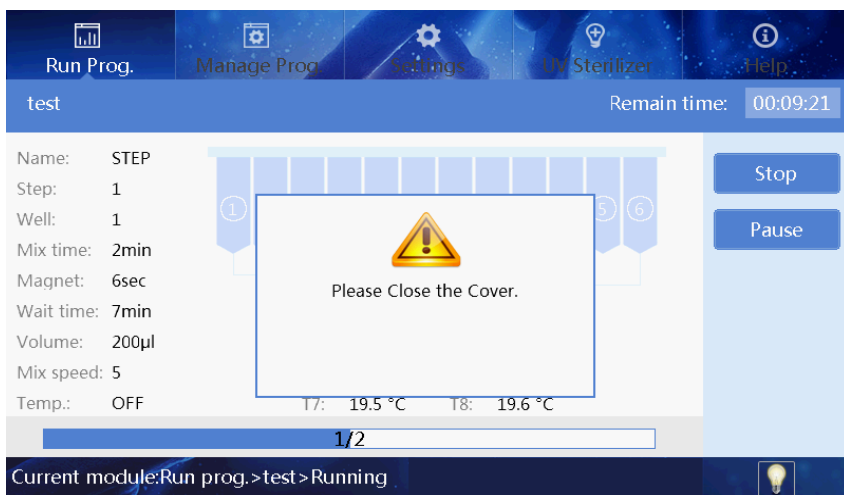 Run Prog. Manage Prog. Settings UV Sterilizer Help
test Remain time: 00:09:21
Name: STEP
Step: 1
Well: 1
Mix time: 2min
Magnet: 6sec
Wait time: 7min
Volume: 200µl
Mix speed: 5
Temp.: OFF
1 5 6
Please Close the Cover.
T7: 19.5 °C T8: 19.6 °C
Stop
Pause
1/2
Current module:Run prog.>test>Running